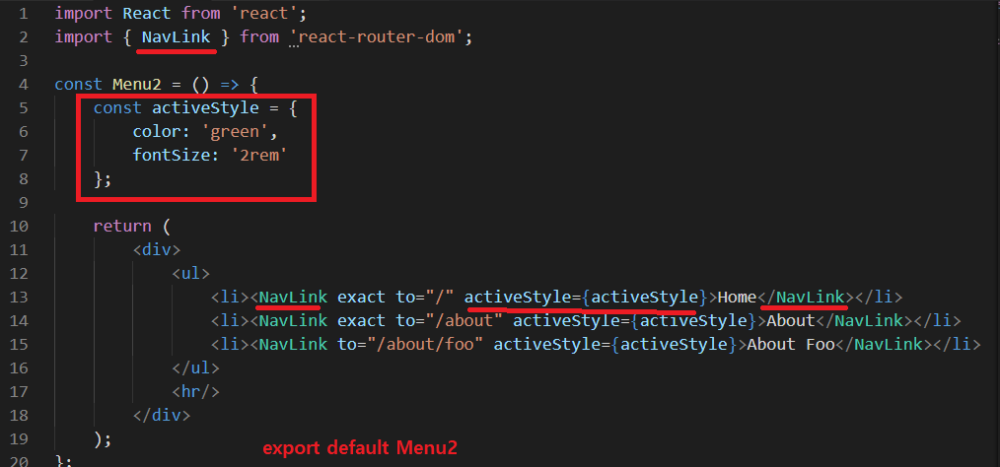 1 import React from 'react';
2 import { NavLink } from 'react-router-dom';
3
4 const Menu2 = () => {
5 const activeStyle = {
6 color: 'green',
7 fontSize: '2rem'
8 };
9
10 return (
11 <div>
12 <ul>
13 <li><NavLink exact to="/" activeStyle={activeStyle}>Home</NavLink></li>
14 <li><NavLink exact to="/about" activeStyle={activeStyle}>About</NavLink></li>
15 <li><NavLink to="/about/foo" activeStyle={activeStyle}>About Foo</NavLink></li>
16 </ul>
17 <hr/>
18 </div>
19 );
export default Menu2
20 };